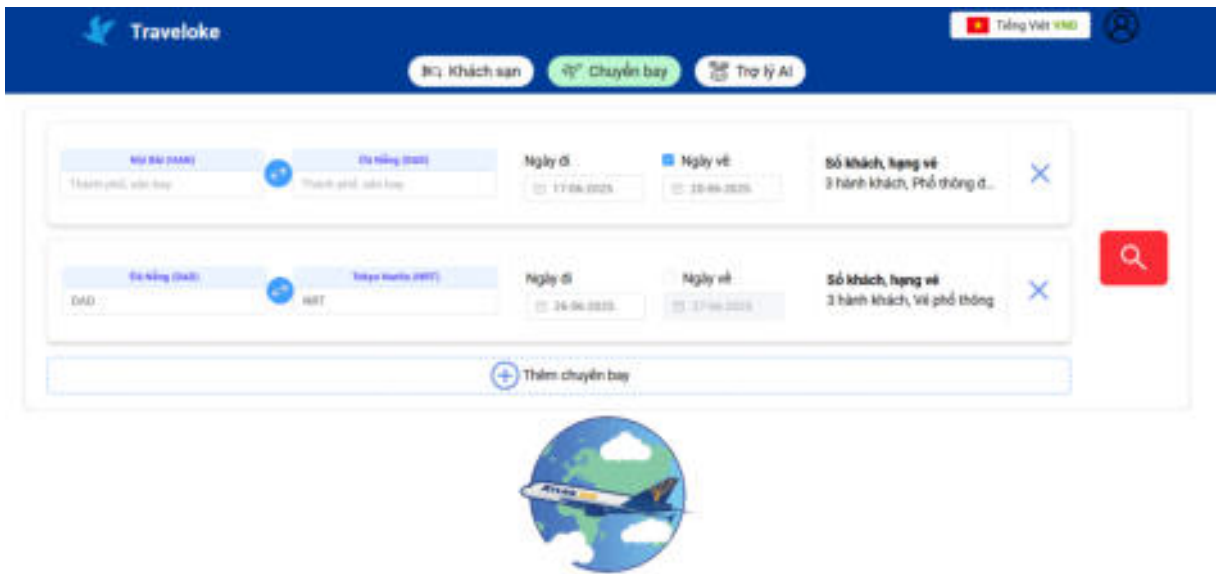 Traveloke
Tiếng Việt VND
Khách sạn
Chuyến bay
Trợ lý AI
Nội Bài (HAN)
Đà Nẵng (DAD)
Thành phố, sân bay
Thành phố, sân bay
Ngày đi
Ngày về
17-06-2025
20-06-2025
Số khách, hạng vé
3 hành khách, Phổ thông đ...
Đà Nẵng (DAD)
Tokyo Narita (NRT)
DAD
NRT
Ngày đi
Ngày về
26-06-2025
27-06-2025
Số khách, hạng vé
3 hành khách, Vé phổ thông
Thêm chuyến bay